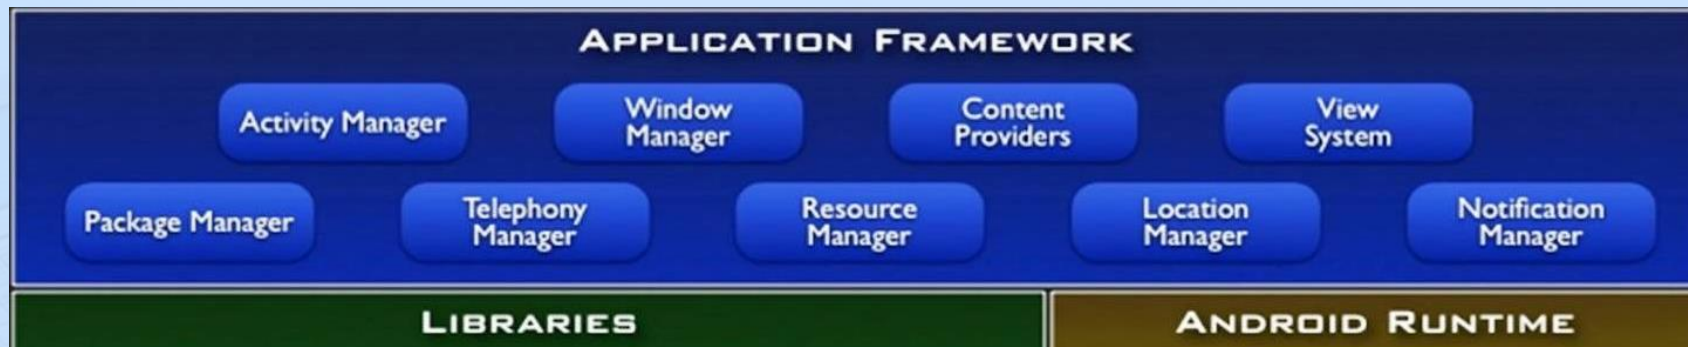 APPLICATION FRAMEWORK
Activity Manager
Window
Manager
Content
Providers
View
System
Package Manager
Telephony
Manager
Resource
Manager
Location
Manager
Notification
Manager
LIBRARIES
ANDROID RUNTIME